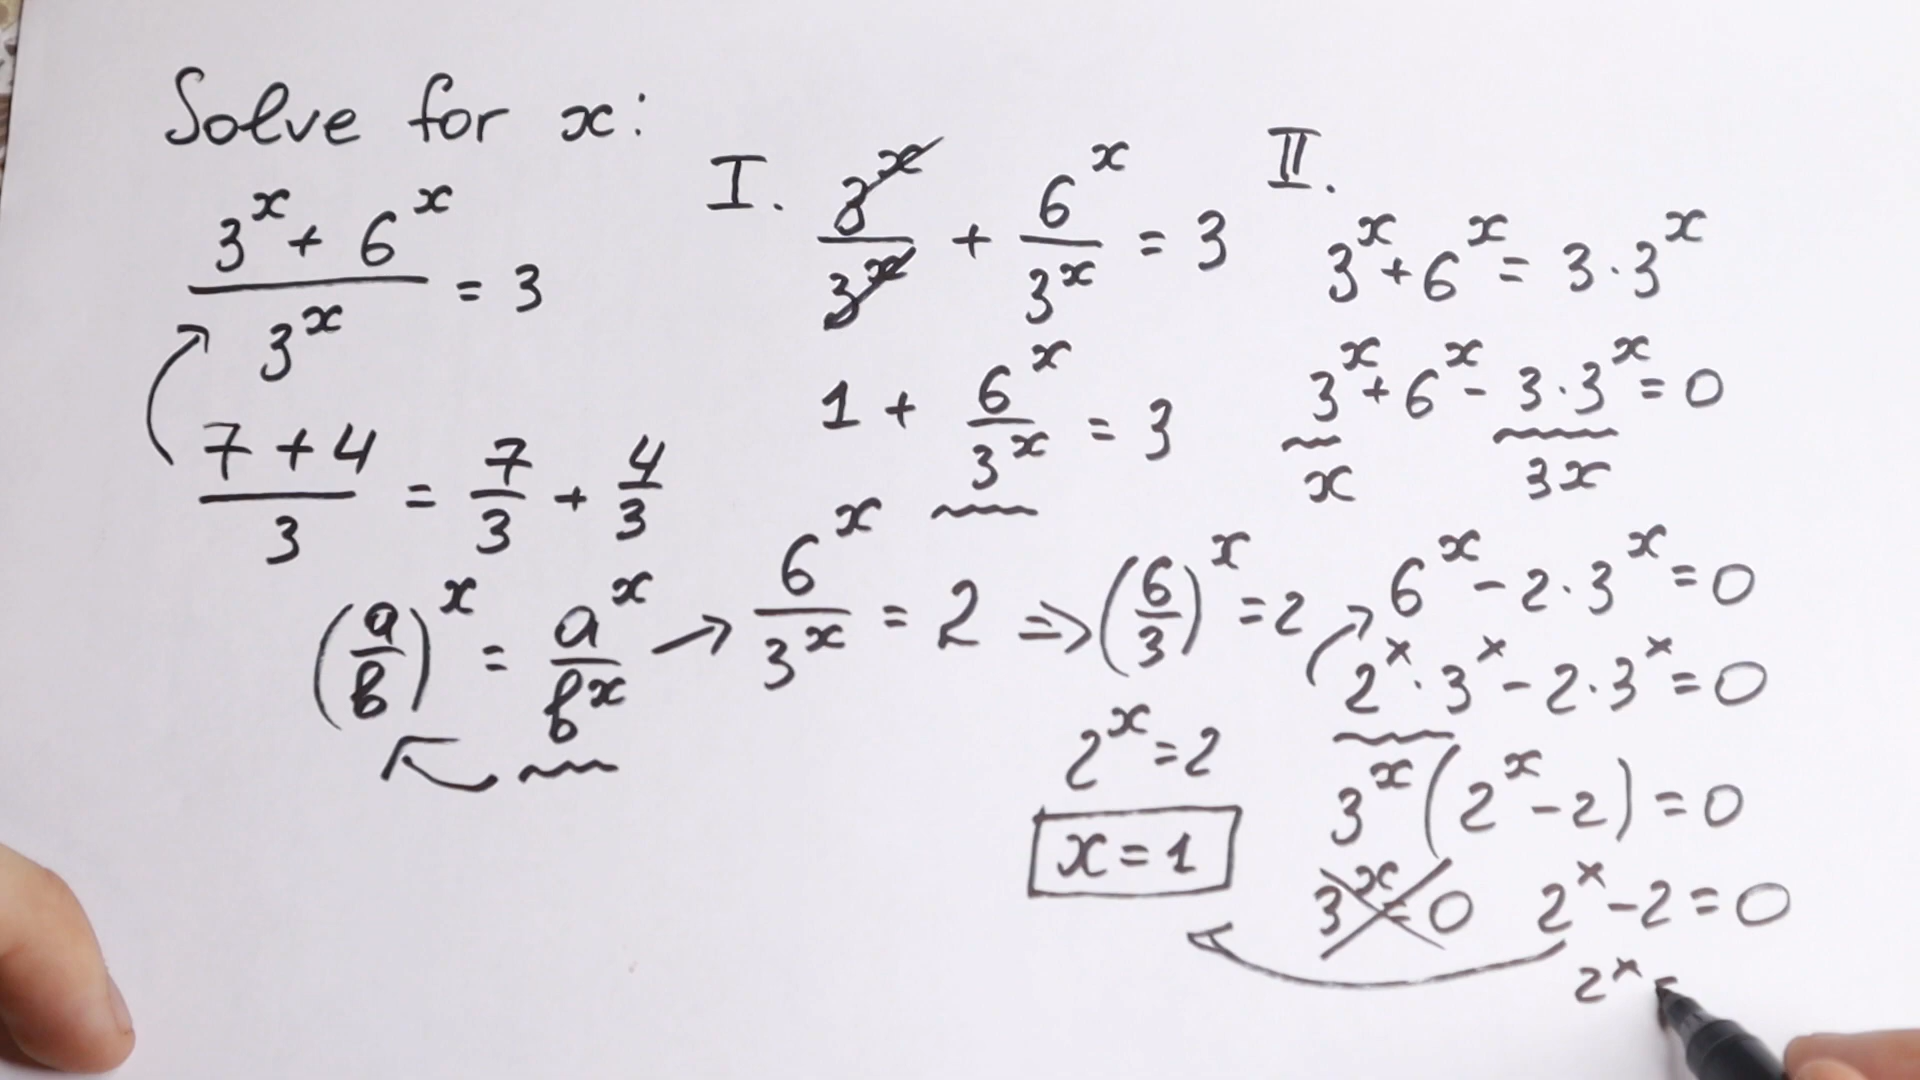 Solve for x:
(3^x + 6^x)/3^x = 3
(7 + 4)/3 = 7/3 + 4/3
(a/b)^x = a^x/b^x
I. 3^x/3^x + 6^x/3^x = 3
1 + 6^x/3^x = 3
6^x/3^x = 2 => (6/3)^x = 2
2^x = 2
x = 1
II.
3^x + 6^x = 3·3^x
3^x + 6^x - 3·3^x = 0
x 3x
6^x - 2·3^x = 0
2^x·3^x - 2·3^x = 0
3^x(2^x - 2) = 0
3^x = 0 2^x - 2 = 0
2^x =